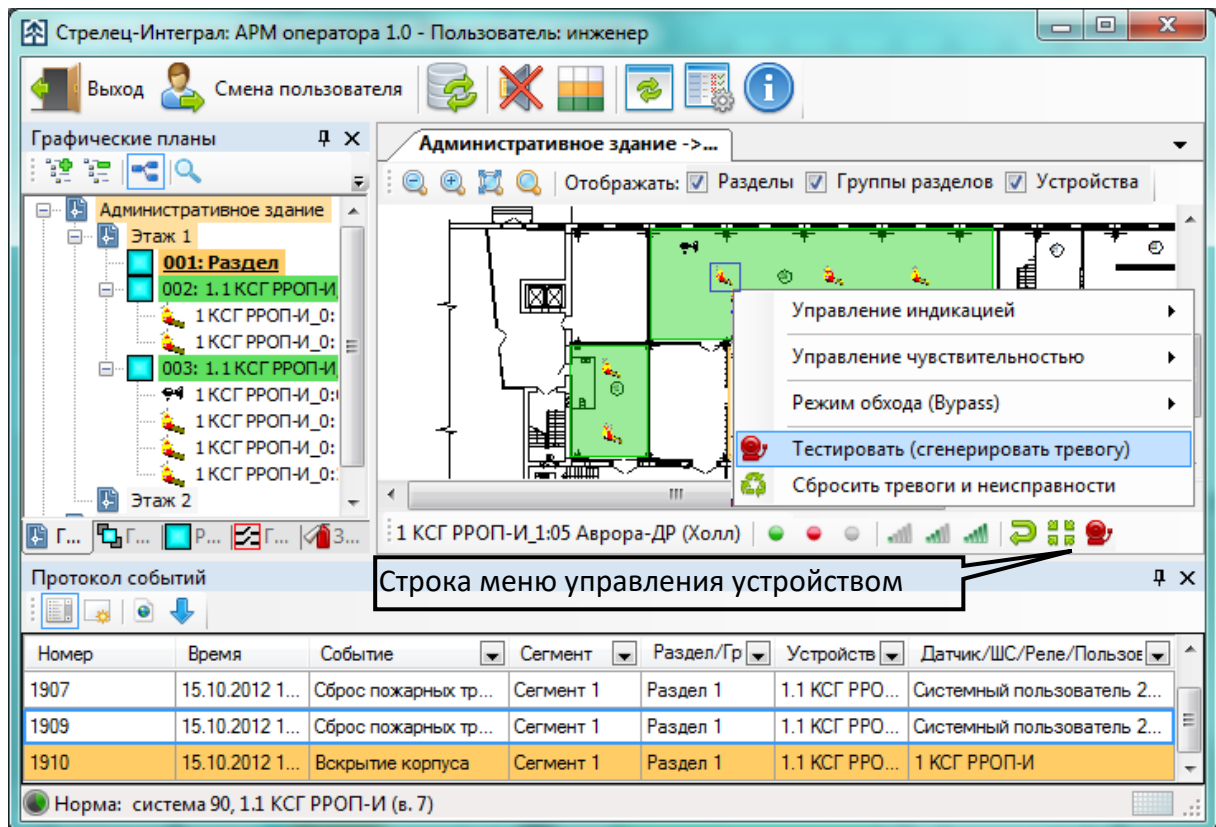 Стрелец-Интеграл: АРМ оператора 1.0 - Пользователь: инженер
Выход Смена пользователя
Графические планы
Административное здание
Этаж 1
001: Раздел
002: 1.1 КСГ РРОП-И
1 КСГ РРОП-И_0:
1 КСГ РРОП-И_0:
003: 1.1 КСГ РРОП-И
1 КСГ РРОП-И_0:
1 КСГ РРОП-И_0:
1 КСГ РРОП-И_0:
1 КСГ РРОП-И_0:
Этаж 2
Г... Г... Р... Г... З...
Административное здание ->...
Отображать: Разделы Группы разделов Устройства
Управление индикацией
Управление чувствительностью
Режим обхода (Bypass)
Тестировать (сгенерировать тревогу)
Сбросить тревоги и неисправности
1 КСГ РРОП-И_1:05 Аврора-ДР (Холл)
Строка меню управления устройством
Протокол событий
Номер Время Событие Сегмент Раздел/Гр Устройств Датчик/ШС/Реле/Пользов
1907 15.10.2012 1... Сброс пожарных тр... Сегмент 1 Раздел 1 1.1 КСГ РРО... Системный пользователь 2...
1909 15.10.2012 1... Сброс пожарных тр... Сегмент 1 Раздел 1 1.1 КСГ РРО... Системный пользователь 2...
1910 15.10.2012 1... Вскрытие корпуса Сегмент 1 Раздел 1 1.1 КСГ РРО... 1 КСГ РРОП-И
Норма: система 90, 1.1 КСГ РРОП-И (в. 7)